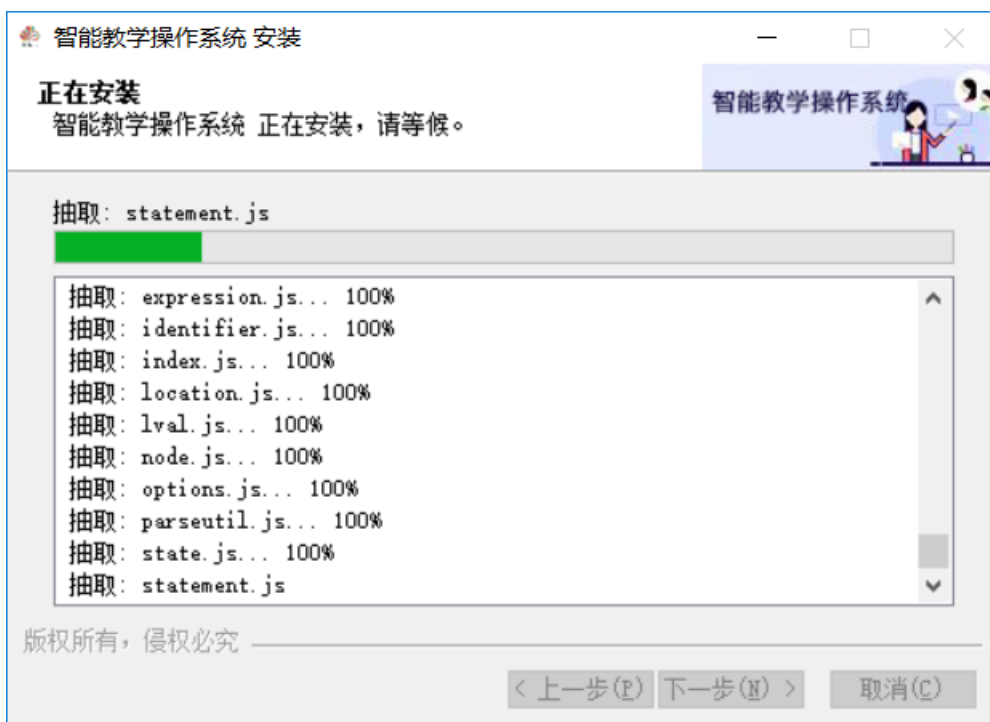 智能教学操作系统 安装
正在安装
智能教学操作系统 正在安装，请等候。
智能教学操作系统
抽取: statement.js
抽取: expression.js... 100%
抽取: identifier.js... 100%
抽取: index.js... 100%
抽取: location.js... 100%
抽取: lval.js... 100%
抽取: node.js... 100%
抽取: options.js... 100%
抽取: parseutil.js... 100%
抽取: state.js... 100%
抽取: statement.js
版权所有，侵权必究
< 上一步(P) 下一步(N) > 取消(C)